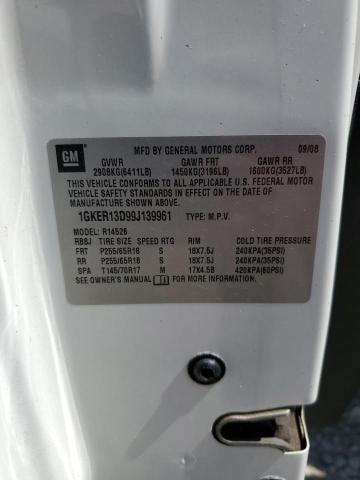 GM
MFD BY GENERAL MOTORS CORP. 09/08
GVWR GAWR FRT GAWR RR
2908KG(6411LB) 1450KG(3196LB) 1600KG(3527LB)
THIS VEHICLE CONFORMS TO ALL APPLICABLE U.S. FEDERAL MOTOR
VEHICLE SAFETY STANDARDS IN EFFECT ON THE DATE OF
MANUFACTURE SHOWN ABOVE.
1GKER13D99J139961 TYPE: M.P.V.
MODEL: R14526
RBBJ TIRE SIZE SPEED RTG RIM COLD TIRE PRESSURE
FRT P255/65R18 S 18X7.5J 240KPA(35PSI)
RR P255/65R18 S 18X7.5J 240KPA(35PSI)
SPA T145/70R17 M 17X4.5B 420KPA(60PSI)
SEE OWNER'S MANUAL FOR MORE INFORMATION